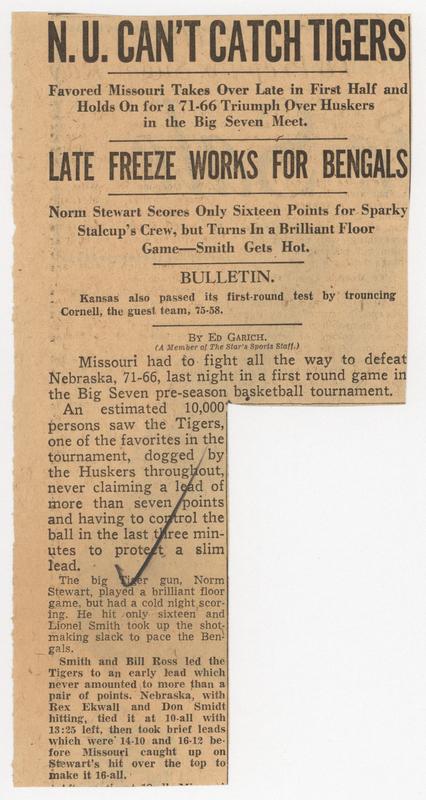 N. U. CAN'T CATCH TIGERS
Favored Missouri Takes Over Late in First Half and
Holds On for a 71-66 Triumph Over Huskers
in the Big Seven Meet.
LATE FREEZE WORKS FOR BENGALS
Norm Stewart Scores Only Sixteen Points for Sparky
Stalcup's Crew, but Turns In a Brilliant Floor
Game—Smith Gets Hot.
BULLETIN.
Kansas also passed its first-round test by trouncing
Cornell, the guest team, 75-58.
BY ED GARICH.
(A Member of The Star's Sports Staff.)
Missouri had to fight all the way to defeat
Nebraska, 71-66, last night in a first round game in
the Big Seven pre-season basketball tournament.
An estimated 10,000
persons saw the Tigers,
one of the favorites in the
tournament, dogged by
the Huskers throughout,
never claiming a lead of
more than seven points
and having to control the
ball in the last three min-
utes to protect a slim
lead.
The big Tiger gun, Norm
Stewart, played a brilliant floor
game, but had a cold night scor-
ing. He hit only sixteen and
Lionel Smith took up the shot-
making slack to pace the Ben-
gals.
Smith and Bill Ross led the
Tigers to an early lead which
never amounted to more than a
pair of points. Nebraska, with
Rex Ekwall and Don Smidt
hitting, tied it at 10-all with
13:25 left, then took brief leads
which were 14-10 and 16-12 be-
fore Missouri caught up on
Stewart's hit over the top to
make it 16-all.